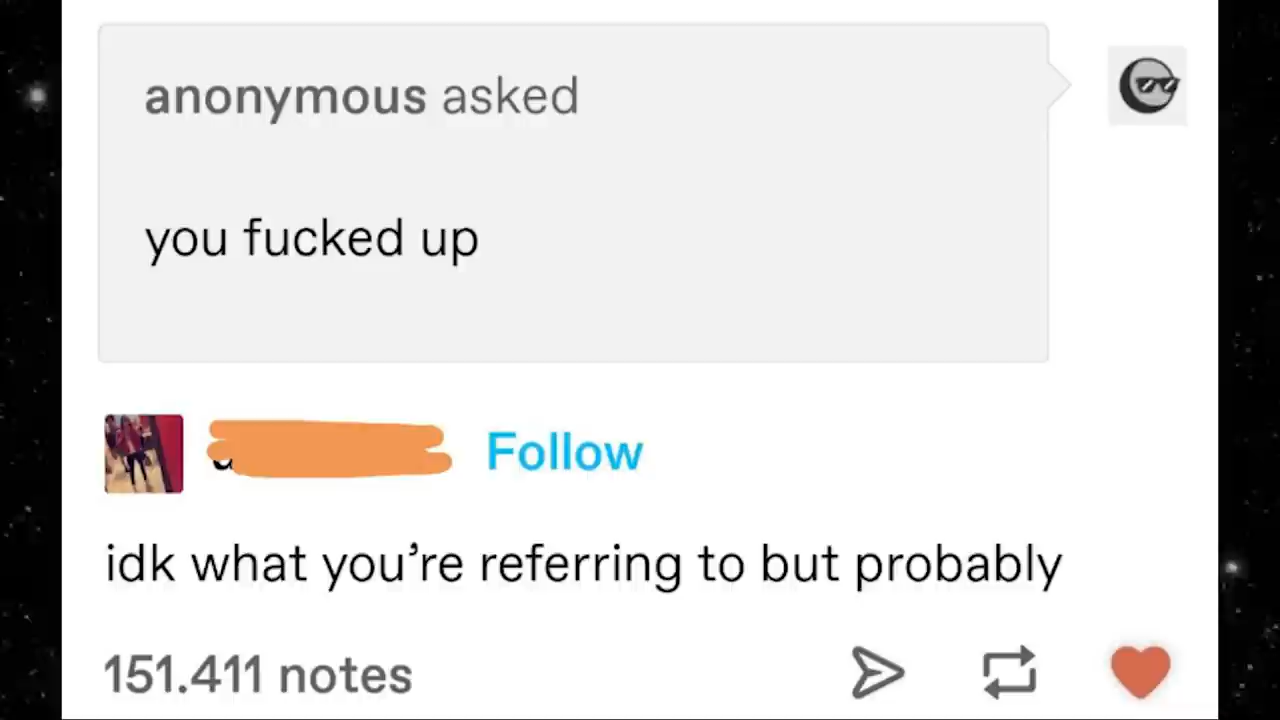 anonymous asked
you fucked up
Follow
idk what you're referring to but probably
151.411 notes